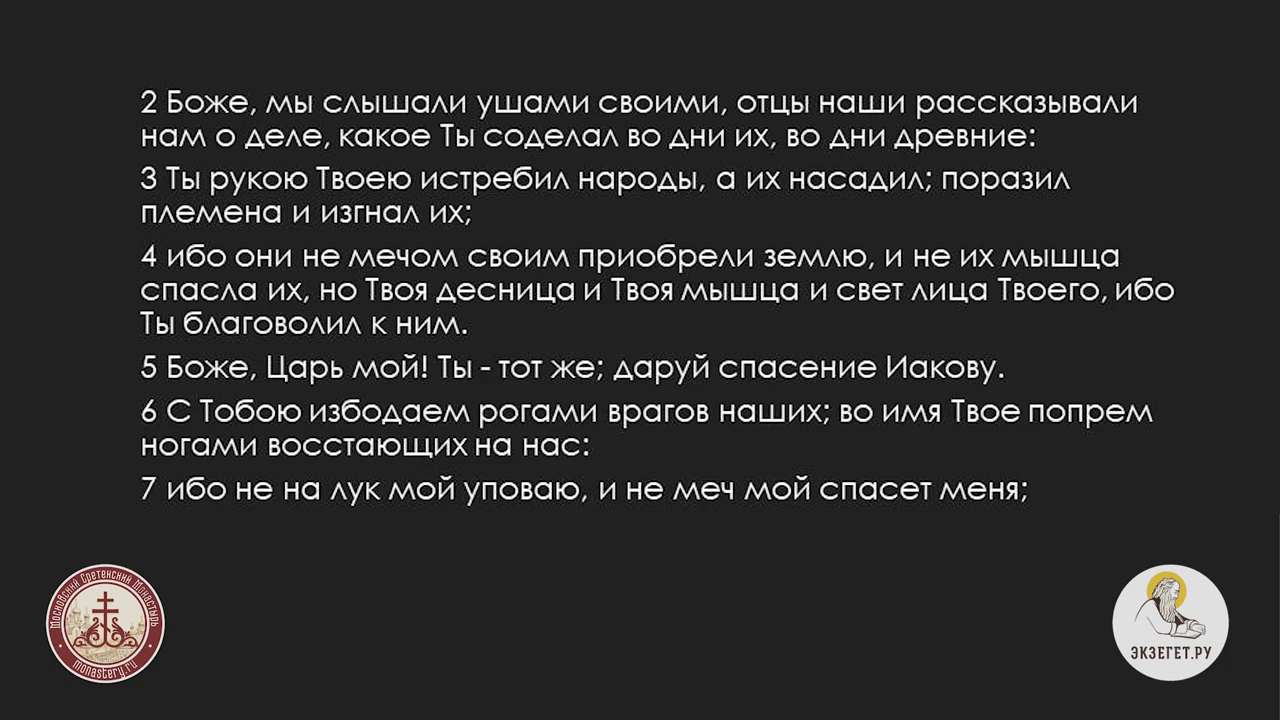 2 Боже, мы слышали ушами своими, отцы наши рассказывали
нам о деле, какое Ты соделал во дни их, во дни древние:
3 Ты рукою Твоею истребил народы, а их насадил; поразил
племена и изгнал их;
4 ибо они не мечом своим приобрели землю, и не их мышца
спасла их, но Твоя десница и Твоя мышца и свет лица Твоего, ибо
Ты благоволил к ним.
5 Боже, Царь мой! Ты - тот же; даруй спасение Иакову.
6 С Тобою избодаем рогами врагов наших; во имя Твое попрем
ногами восстающих на нас:
7 ибо не на лук мой уповаю, и не меч мой спасет меня;
Московский Сретенский Монастырь
monastery.ru
ЭКЗЕГЕТ.РУ